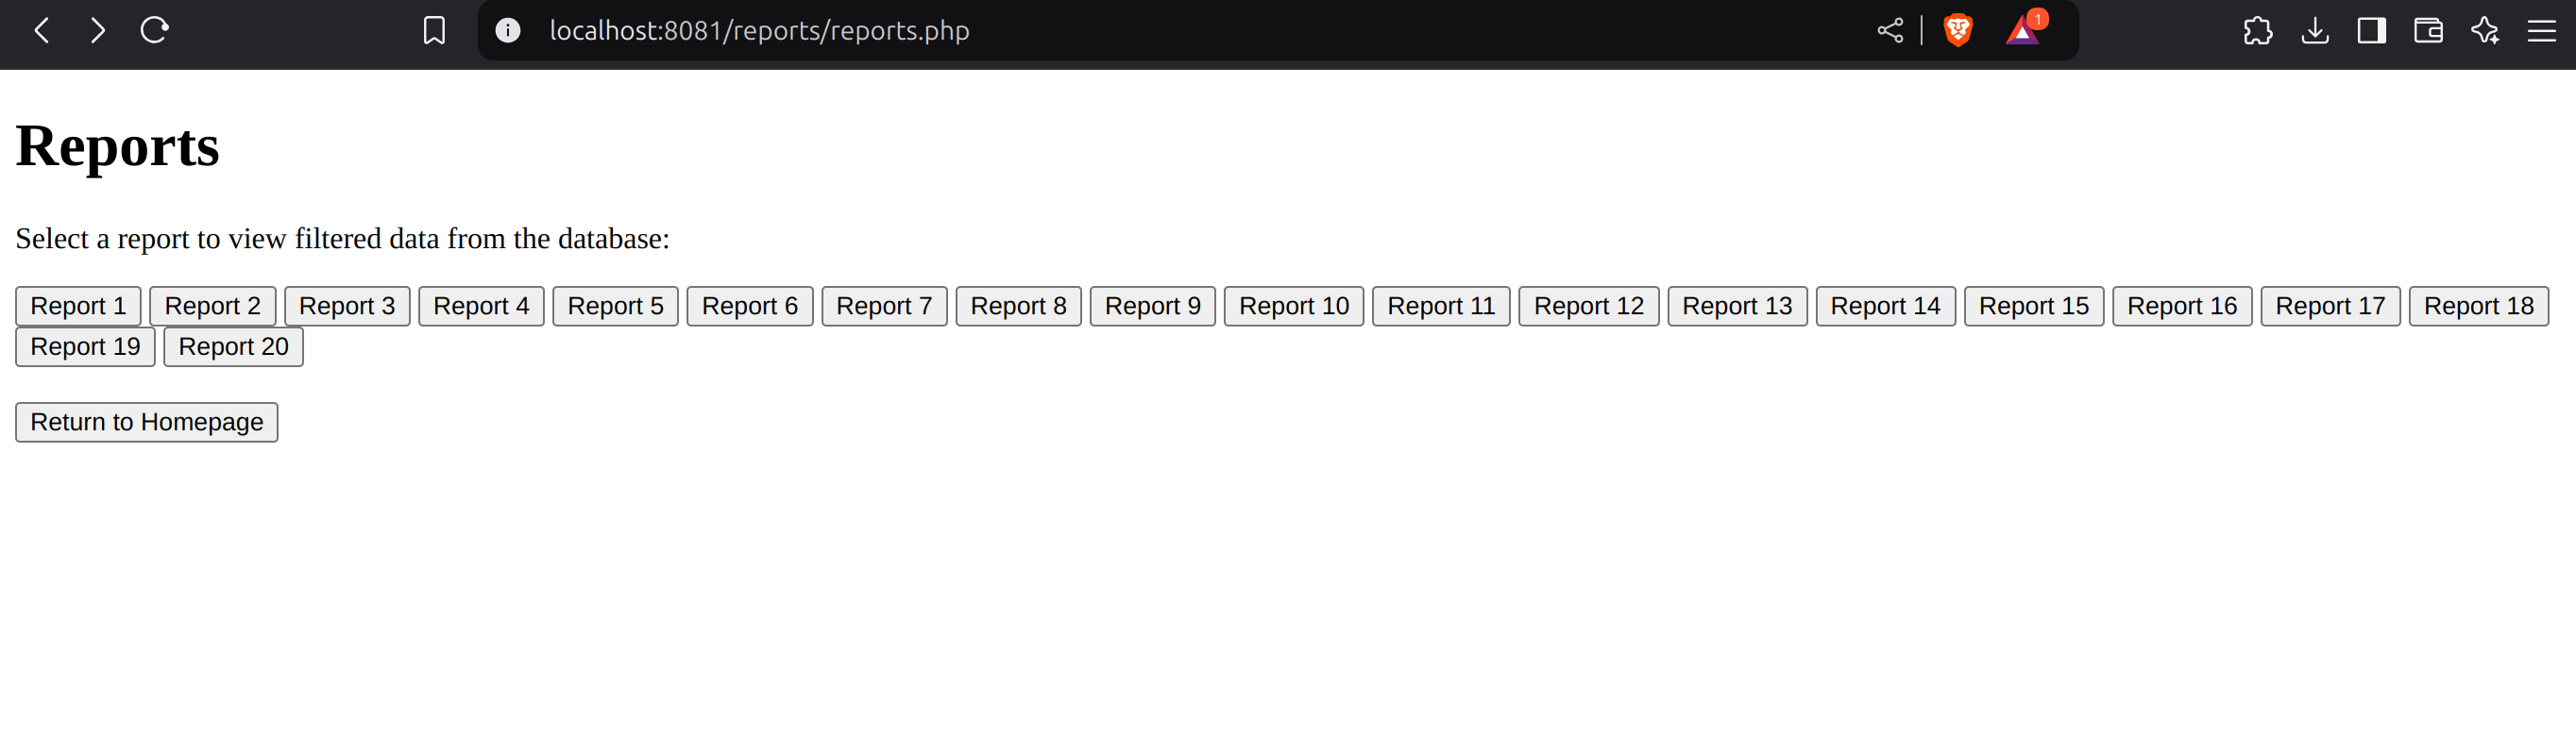 localhost:8081/reports/reports.php
1
Reports
Select a report to view filtered data from the database:
Report 1 Report 2 Report 3 Report 4 Report 5 Report 6 Report 7 Report 8 Report 9 Report 10 Report 11 Report 12 Report 13 Report 14 Report 15 Report 16 Report 17 Report 18
Report 19 Report 20
Return to Homepage